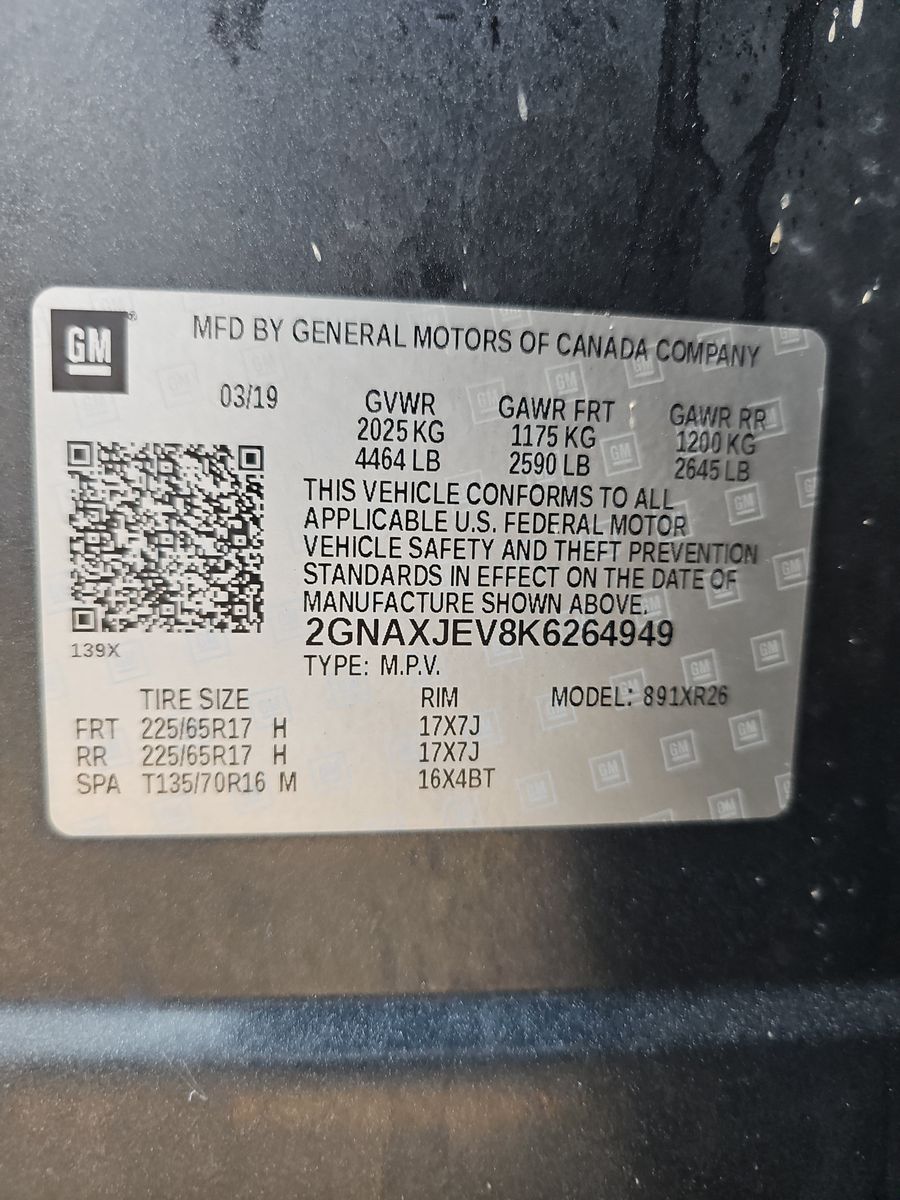 GM®
MFD BY GENERAL MOTORS OF CANADA COMPANY
03/19
GVWR GAWR FRT GAWR RR
2025 KG 1175 KG 1200 KG
4464 LB 2590 LB 2645 LB
THIS VEHICLE CONFORMS TO ALL
APPLICABLE U.S. FEDERAL MOTOR
VEHICLE SAFETY AND THEFT PREVENTION
STANDARDS IN EFFECT ON THE DATE OF
MANUFACTURE SHOWN ABOVE.
2GNAXJEV8K6264949
139X
TYPE: M.P.V.
TIRE SIZE RIM MODEL: 891XR26
FRT 225/65R17 H 17X7J
RR 225/65R17 H 17X7J
SPA T135/70R16 M 16X4BT